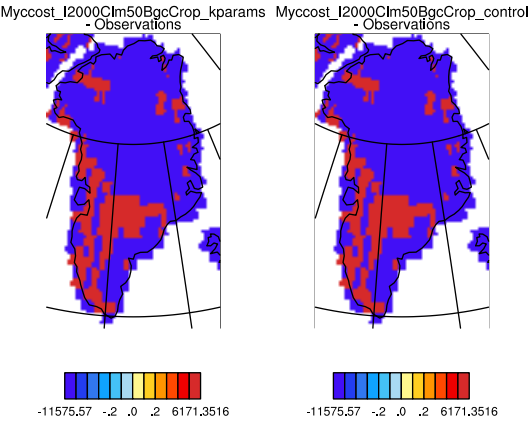 Myccost_I2000Clm50BgcCrop_kparams
- Observations
Myccost_I2000Clm50BgcCrop_control
- Observations
-11575.57 -.2 .0 .2 6171.3516
-11575.57 -.2 .0 .2 6171.3516